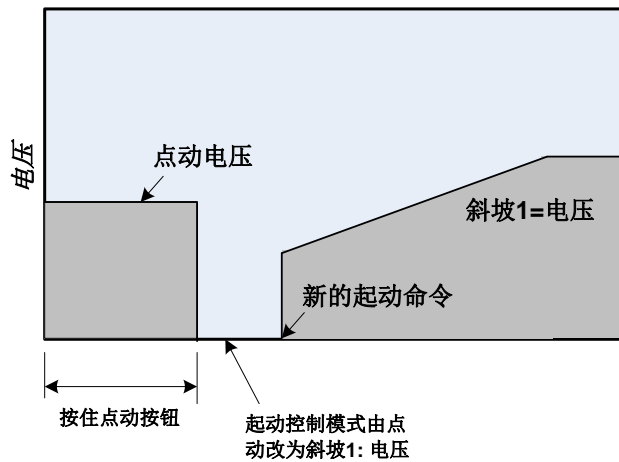 点动电压
电压
斜坡1=电压
新的起动命令
按住点动按钮
起动控制模式由点
动改为斜坡1: 电压